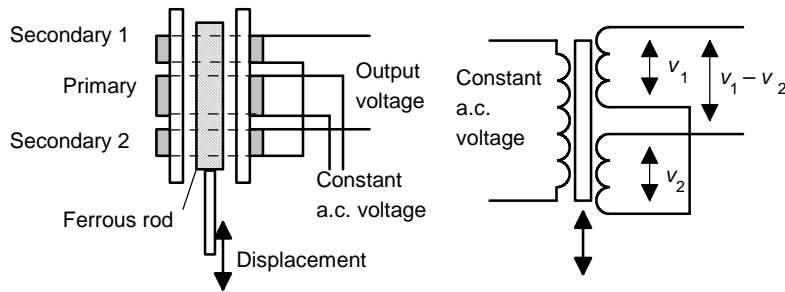 Secondary 1
Primary
Secondary 2
Ferrous rod
Output
voltage
Constant
a.c. voltage
Displacement
Constant
a.c.
voltage
v1
v1 – v2
v2